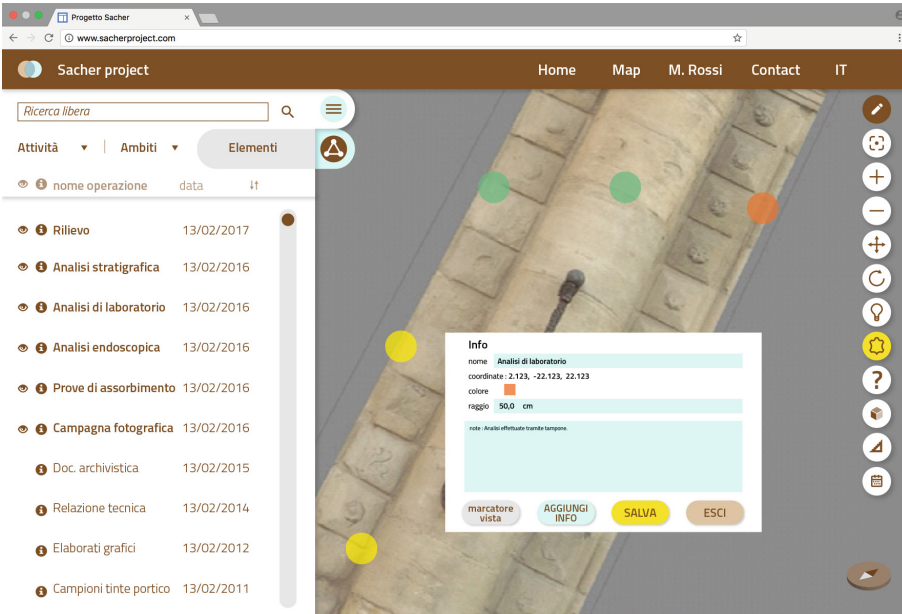 Progetto Sacher ×
www.sacherproject.com
Sacher project Home Map M. Rossi Contact IT
Ricerca libera
Attività Ambiti Elementi
nome operazione data
Rilievo 13/02/2017
Analisi stratigrafica 13/02/2016
Analisi di laboratorio 13/02/2016
Analisi endoscopica 13/02/2016
Prove di assorbimento 13/02/2016
Campagna fotografica 13/02/2016
Doc. archivistica 13/02/2015
Relazione tecnica 13/02/2014
Elaborati grafici 13/02/2012
Campioni tinte portico 13/02/2011
Info
nome Analisi di laboratorio
coordinate : 2.123, -22.123, 22.123
colore
raggio 50,0 cm
note : Analisi effettuate tramite tampone.
marcatore
vista
AGGIUNGI
INFO
SALVA
ESCI
?